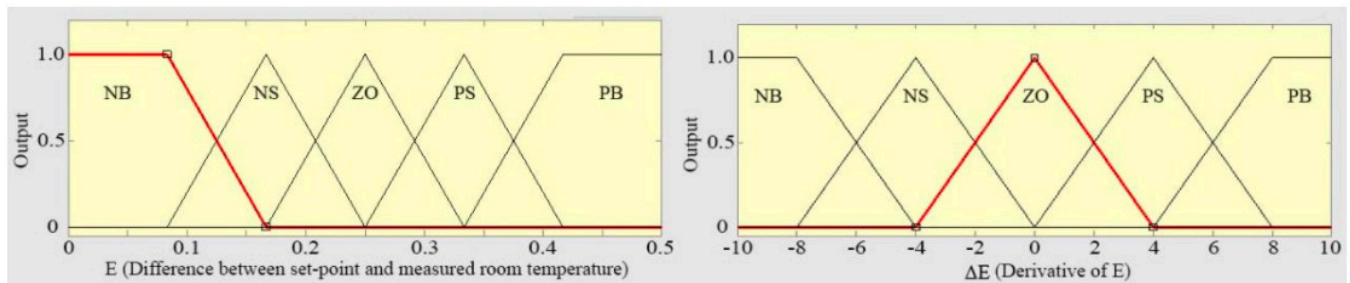 1.0
NB NS ZO PS PB
0.5
Output
0
0 0.1 0.2 0.3 0.4 0.5
E (Difference between set-point and measured room temperature)
1.0
NB NS ZO PS PB
0.5
Output
0
-10 -8 -6 -4 -2 0 2 4 6 8 10
ΔE (Derivative of E)